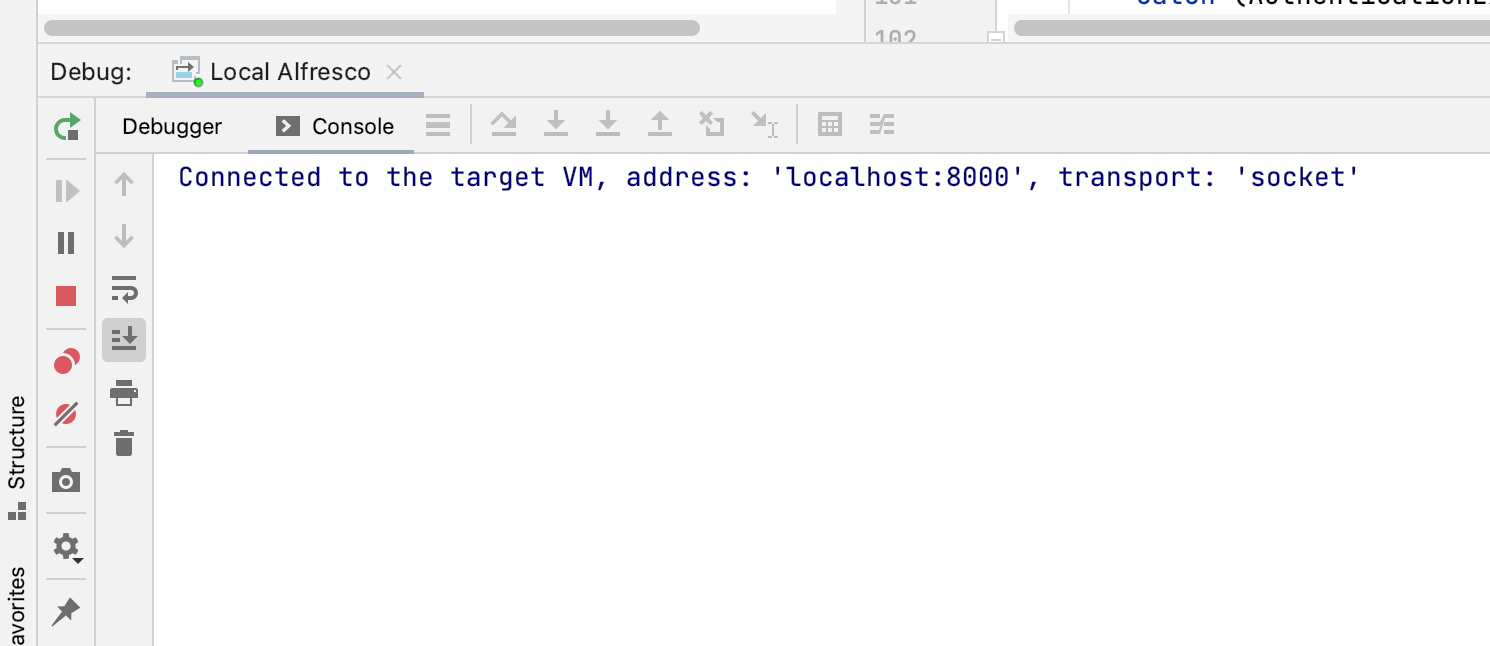 102
Debug:
Local Alfresco
Debugger
Console
Connected to the target VM, address: 'localhost:8000', transport: 'socket'
Structure
avorites